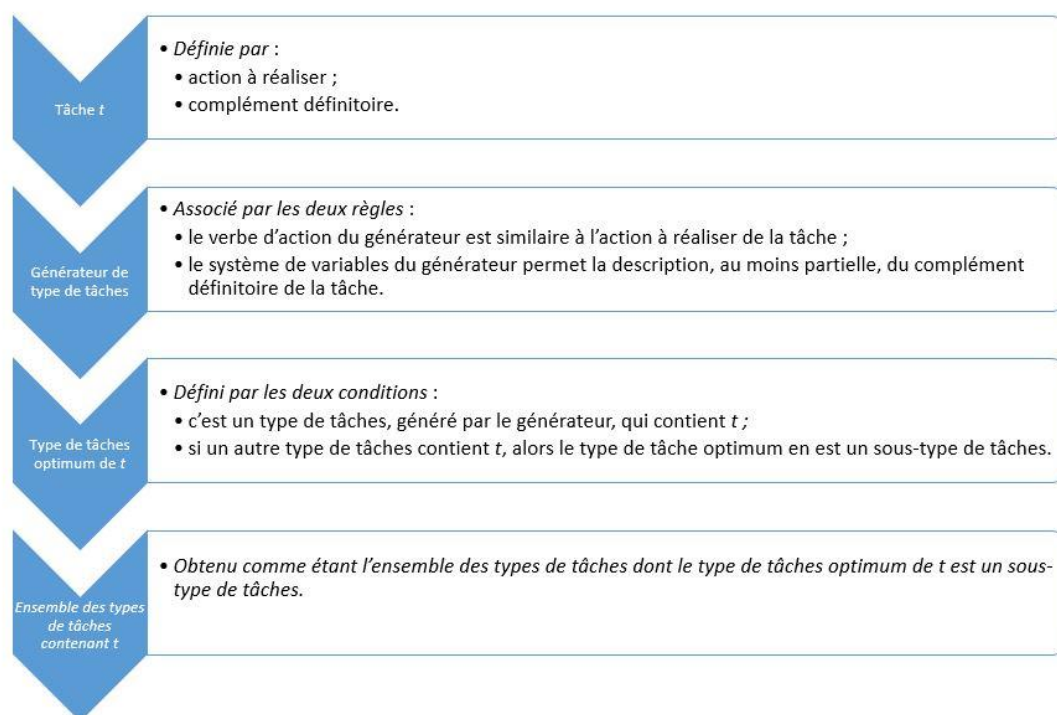 Tâche t
• Définie par :
• action à réaliser ;
• complément définitoire.
Générateur de
type de tâches
• Associé par les deux règles :
• le verbe d’action du générateur est similaire à l’action à réaliser de la tâche ;
• le système de variables du générateur permet la description, au moins partielle, du complément
définitoire de la tâche.
Type de tâches
optimum de t
• Défini par les deux conditions :
• c’est un type de tâches, généré par le générateur, qui contient t ;
• si un autre type de tâches contient t, alors le type de tâche optimum en est un sous-type de tâches.
Ensemble des types
de tâches
contenant t
• Obtenu comme étant l’ensemble des types de tâches dont le type de tâches optimum de t est un sous-
type de tâches.